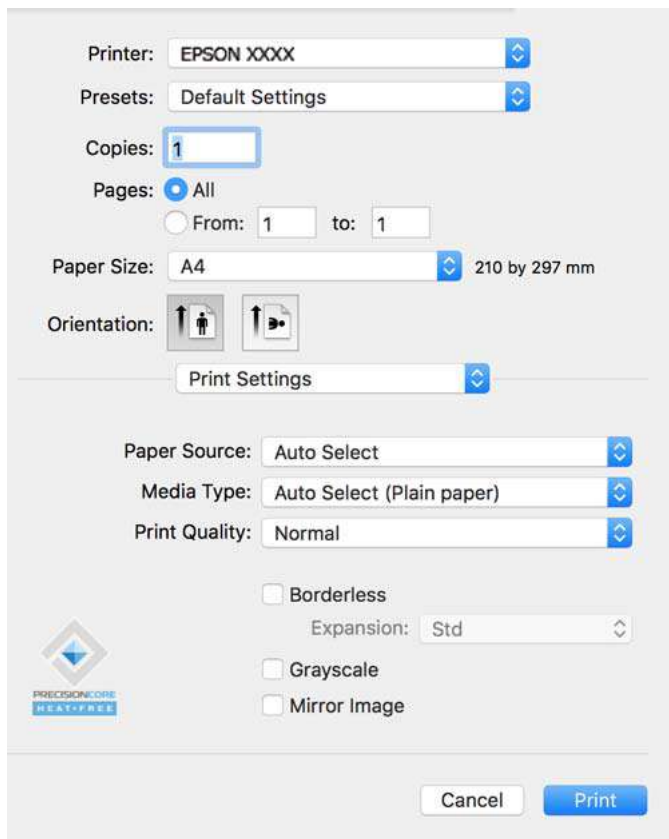 Printer: EPSON XXXX
Presets: Default Settings
Copies: 1
Pages: All
From: 1 to: 1
Paper Size: A4 210 by 297 mm
Orientation:
Print Settings
Paper Source: Auto Select
Media Type: Auto Select (Plain paper)
Print Quality: Normal
Borderless
Expansion: Std
Grayscale
Mirror Image
PRECISIONCORE
HEAT-FREE
Cancel Print